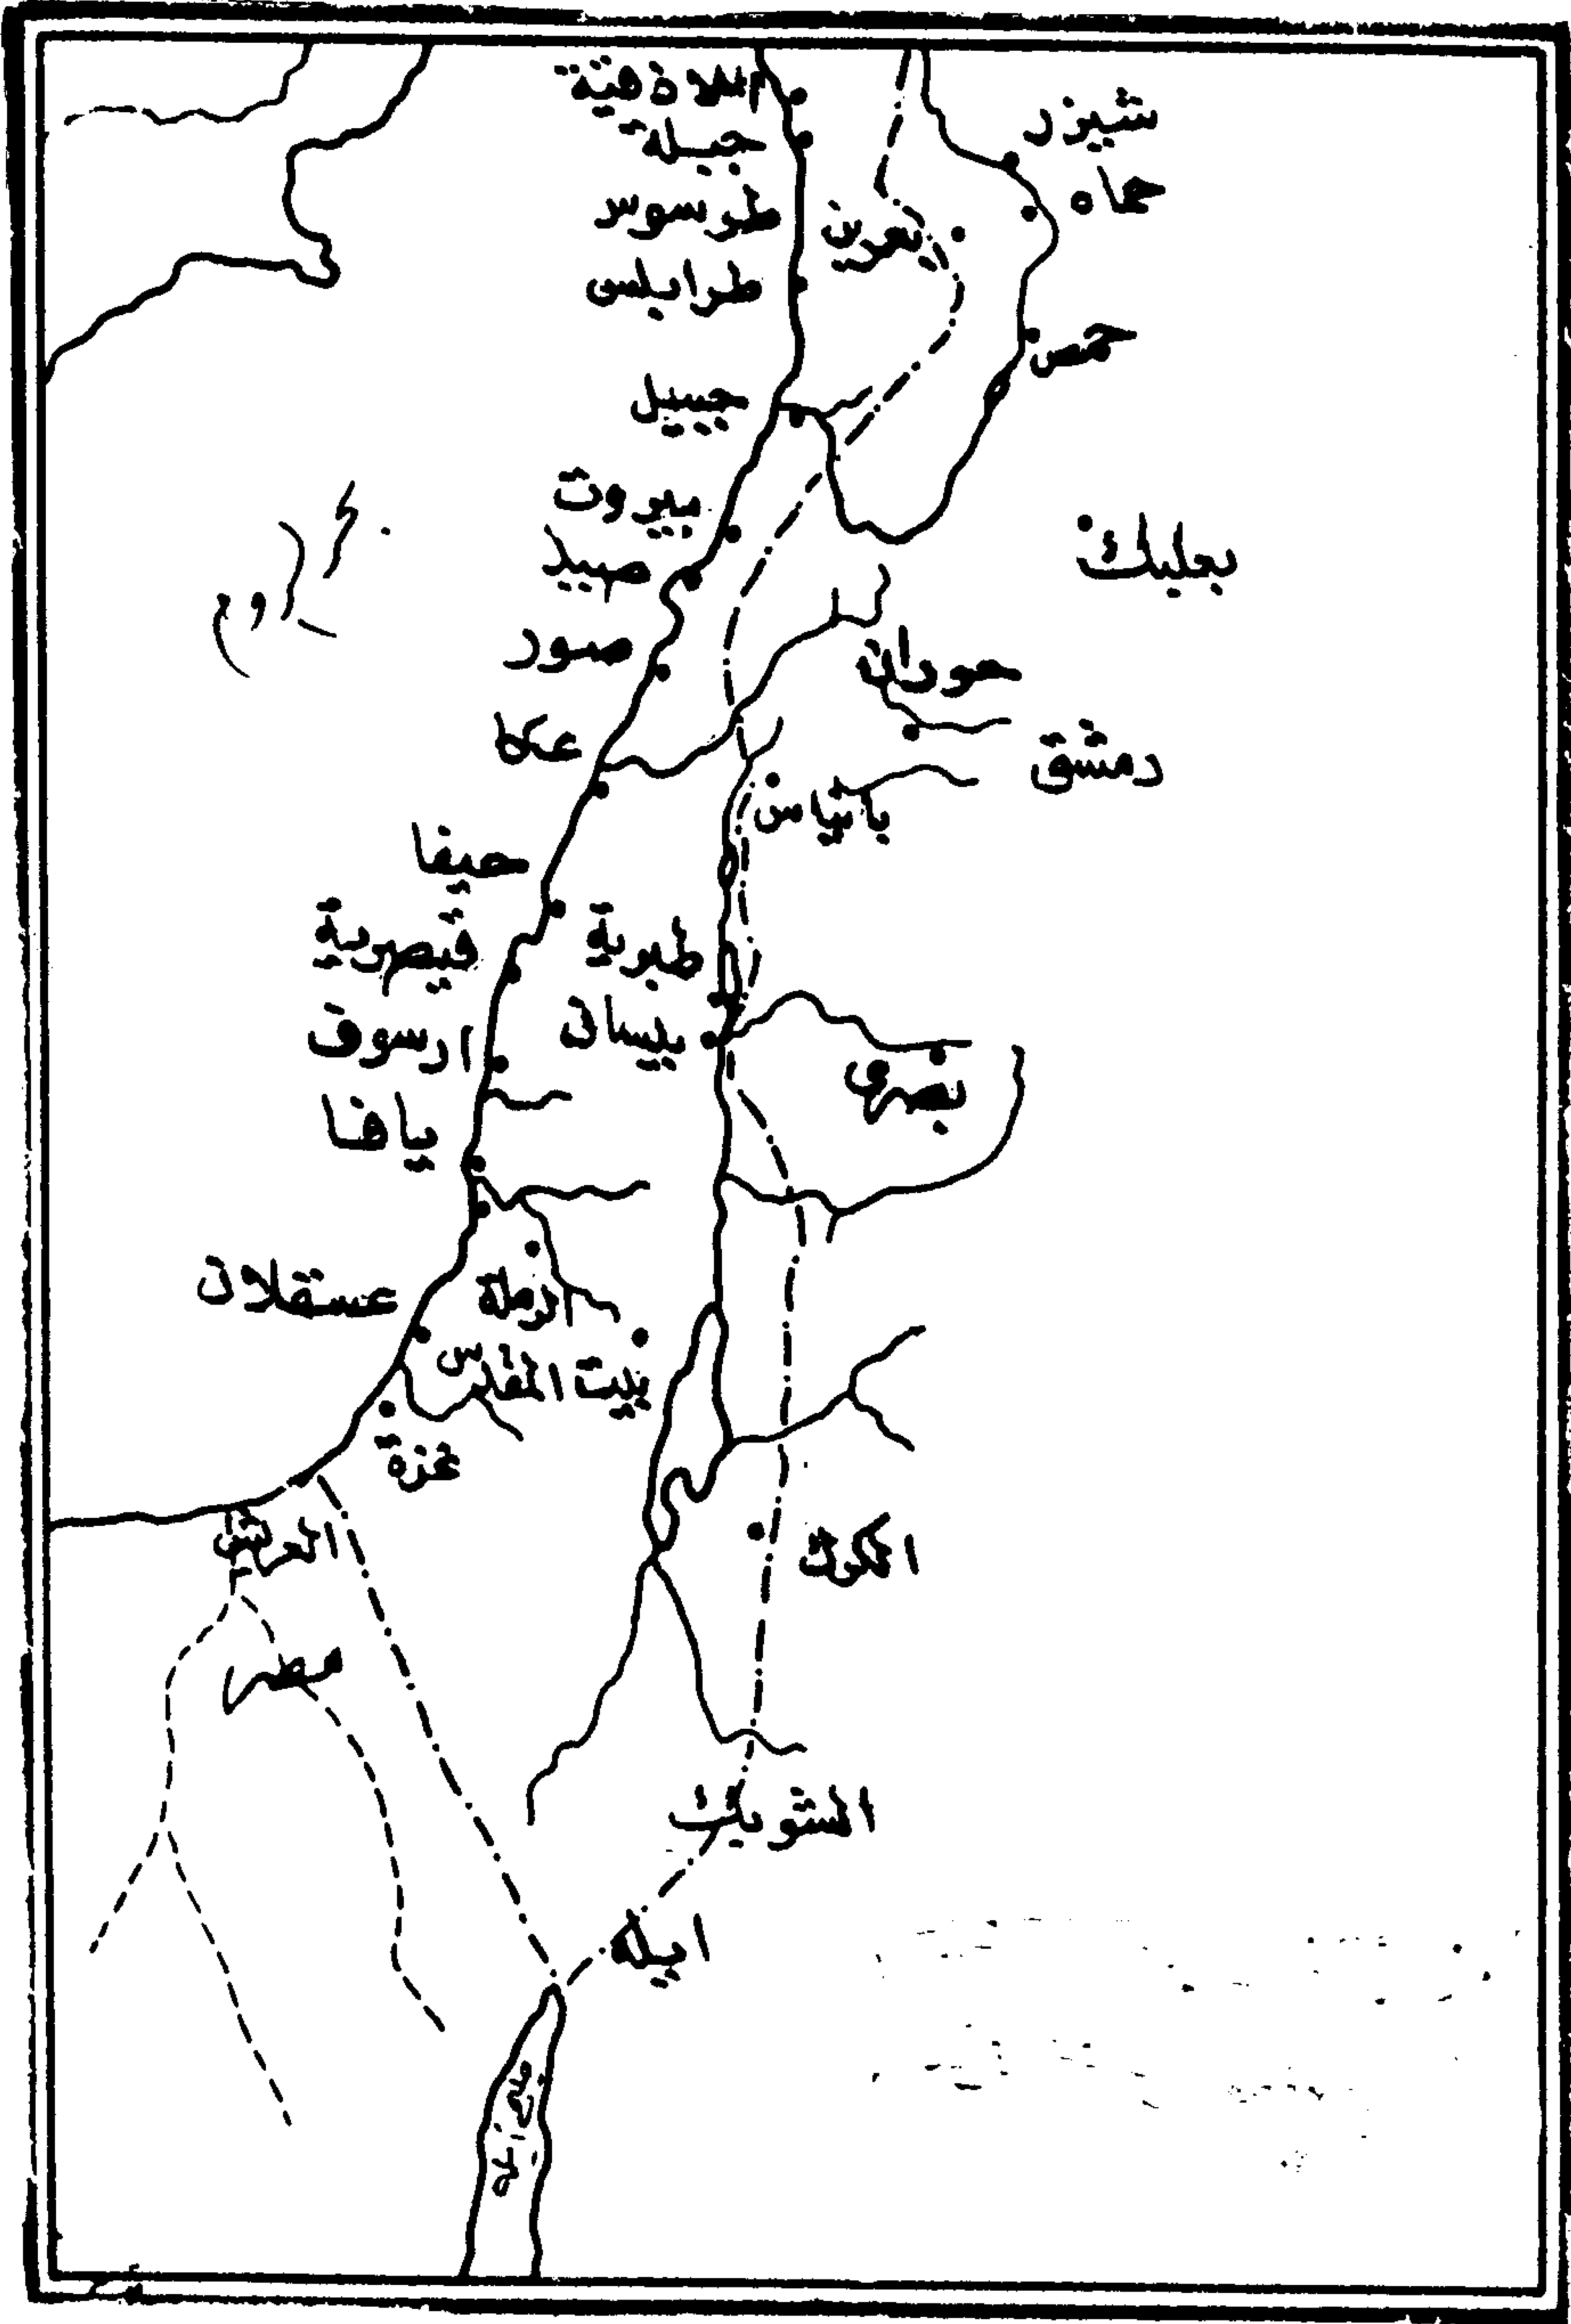 اللاذقية
جبلة
شيزر
حماه
طرسوس
بعرين
طرابلس
حمص
جبيل
بيروت
بعلبك
صيدا
صور
حوران
عكا
دمشق
بانياس
حيفا
قيصرية
طبرية
ارسوف
بيسان
بصرى
يافا
عسقلان
الرملة
بيت المقدس
غزة
العريش
الكرك
مصر
الشوبك
ايله